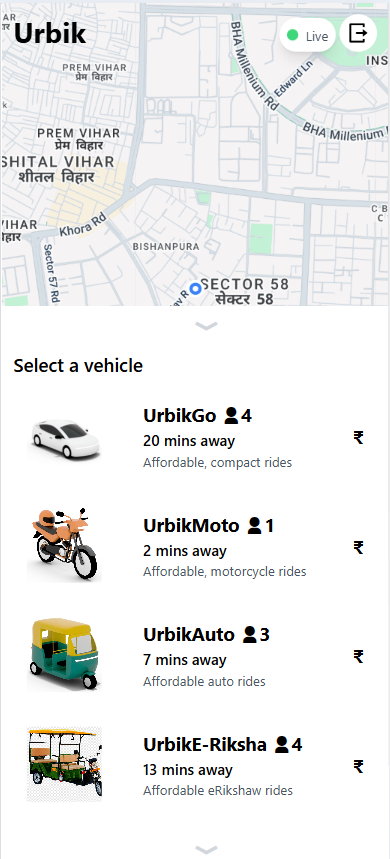 Urbik
Live
BHA Millenium Rd
Edward Ln
INS
PREM VIHAR
प्रेम विहार
PREM VIHAR
प्रेम विहार
BHA Millenium
SHITAL VIHAR
शीतल विहार
VIHAR
हार
Khora Rd
C B
C
BISHANPURA
Sector 57 Rd
SECTOR 58
सेक्टर 58
Select a vehicle
UrbikGo 4
20 mins away
Affordable, compact rides
₹
UrbikMoto 1
2 mins away
Affordable, motorcycle rides
₹
UrbikAuto 3
7 mins away
Affordable auto rides
₹
UrbikE-Riksha 4
13 mins away
Affordable eRikshaw rides
₹